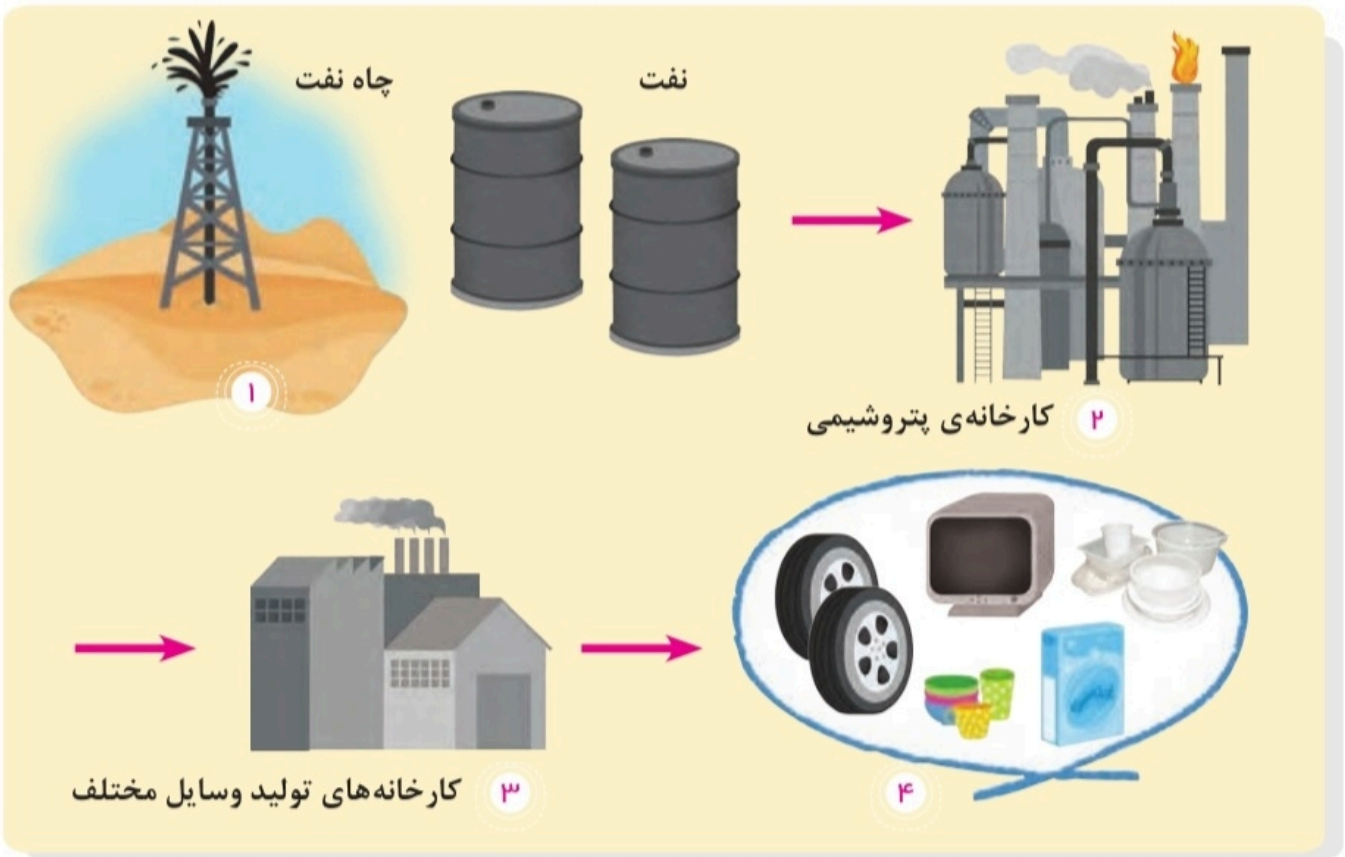 چاه نفت
نفت
۱
۲ کارخانه‌ی پتروشیمی
کارخانه‌های تولید وسایل مختلف ۳
۴